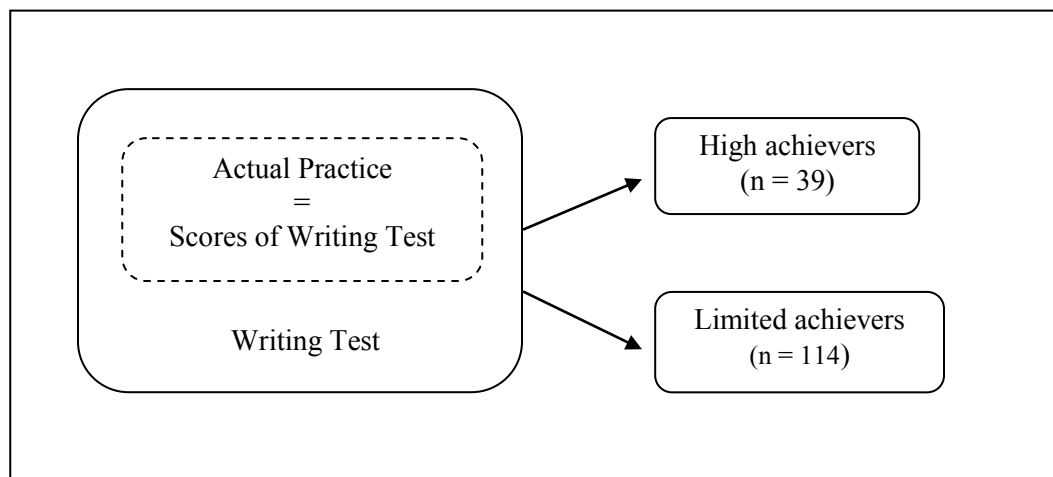 Actual Practice
=
Scores of Writing Test
Writing Test
High achievers
(n = 39)
Limited achievers
(n = 114)